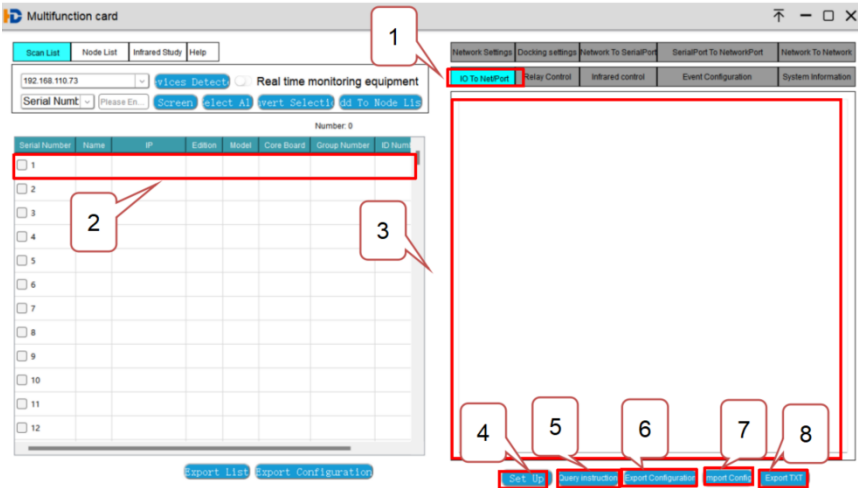 Multifunction card
1
Scan List Node List Infrared Study Help
Network Settings Docking settings Network To SerialPort SerialPort To NetworkPort Network To Network
IO To Net/Port Relay Control Infrared control Event Configuration System Information
192.168.110.73 vices Detect Real time monitoring equipment
Serial Numt Please En... Screen elect Al vert Selecti dd To Node Lis
Number: 0
Serial Number Name IP Edition Model Core Board Group Number ID Num
1
2
3
4
5
6
7
8
9
10
11
12
2
3
4
5
6
7
8
Export List Export Configuration
Set Up Query instruction Export Configuration mport Config Export TXT